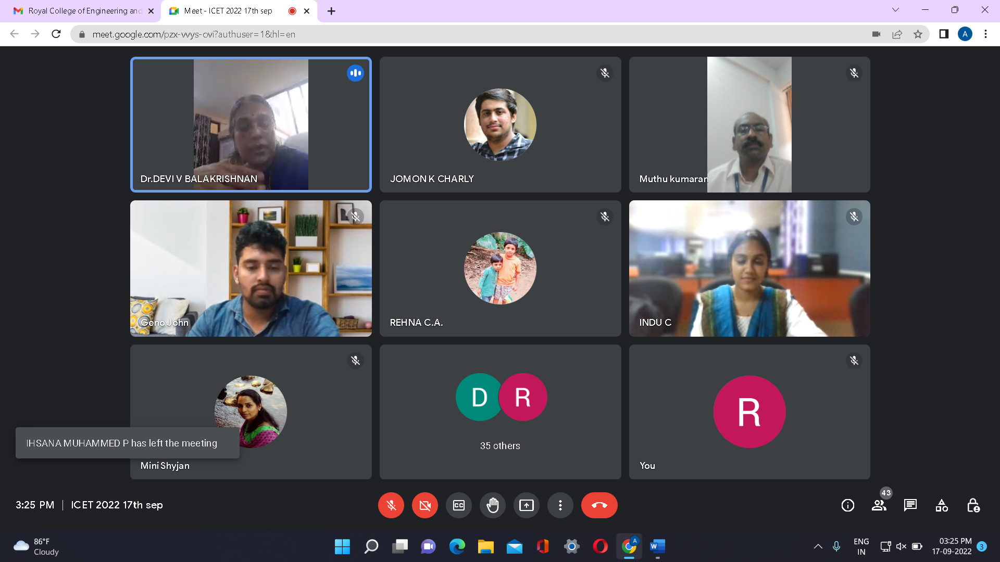 Royal College of Engineering and
Meet - ICET 2022 17th sep
meet.google.com/pzx-vvys-ovi?authuser=1&hl=en
A
Dr.DEVI V BALAKRISHNAN
JOMON K CHARLY
Muthu kumaran
Geno John
REHNA C.A.
INDU C
IHSANA MUHAMMED P has left the meeting
Mini Shyjan
D R
35 others
R
You
3:25 PM | ICET 2022 17th sep
CC
43
86°F
Cloudy
A
W
ENG
IN
03:25 PM
17-09-2022
3